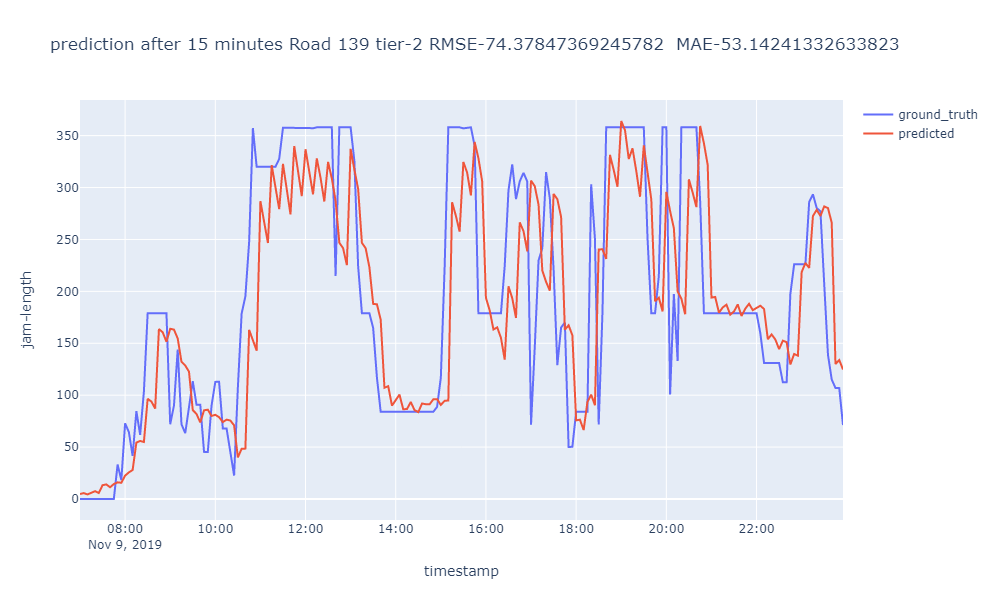 prediction after 15 minutes Road 139 tier-2 RMSE-74.37847369245782  MAE-53.14241332633823
ground_truth
predicted
jam-length
350
300
250
200
150
100
50
0
08:00 10:00 12:00 14:00 16:00 18:00 20:00 22:00
Nov 9, 2019
timestamp